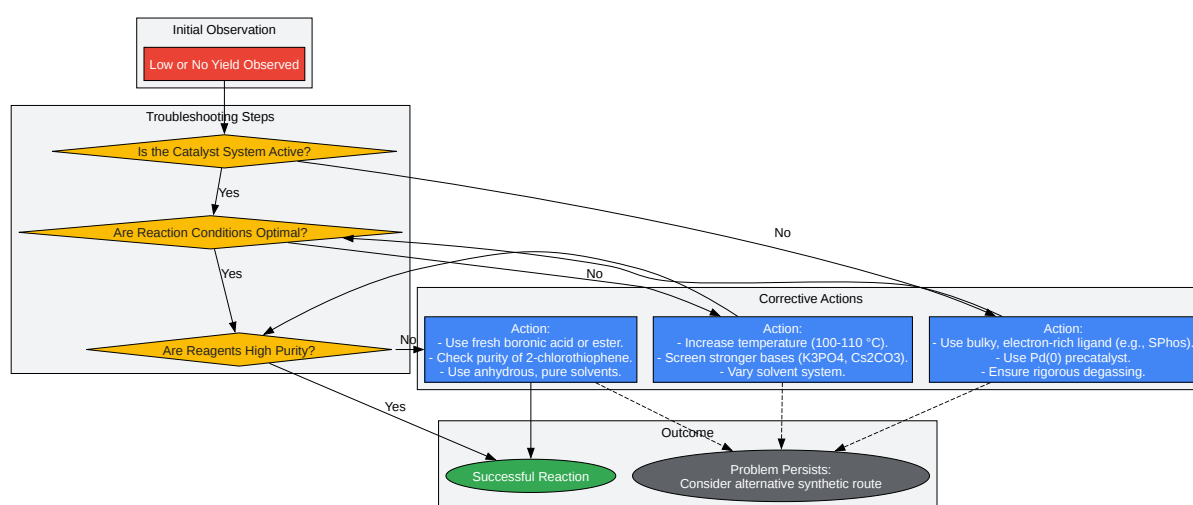 Initial Observation
Low or No Yield Observed
Troubleshooting Steps
Is the Catalyst System Active?
Yes
No
Are Reaction Conditions Optimal?
Yes
No
Are Reagents High Purity?
No
Yes
Corrective Actions
Action:
- Use fresh boronic acid or ester.
- Check purity of 2-chlorothiophene.
- Use anhydrous, pure solvents.
Action:
- Increase temperature (100-110 °C).
- Screen stronger bases (K3PO4, Cs2CO3).
- Vary solvent system.
Action:
- Use bulky, electron-rich ligand (e.g., SPhos).
- Use Pd(0) precatalyst.
- Ensure rigorous degassing.
Outcome
Successful Reaction
Problem Persists:
Consider alternative synthetic route